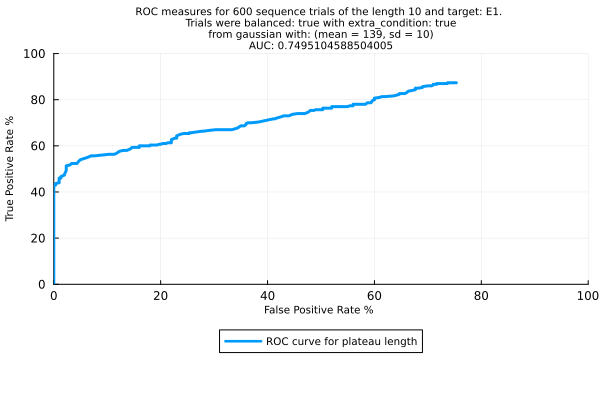 ROC measures for 600 sequence trials of the length 10 and target: E1.
Trials were balanced: true with extra_condition: true
from gaussian with: (mean = 139, sd = 10)
AUC: 0.7495104588504005
100
80
60
40
20
0
True Positive Rate %
0 20 40 60 80 100
False Positive Rate %
ROC curve for plateau length